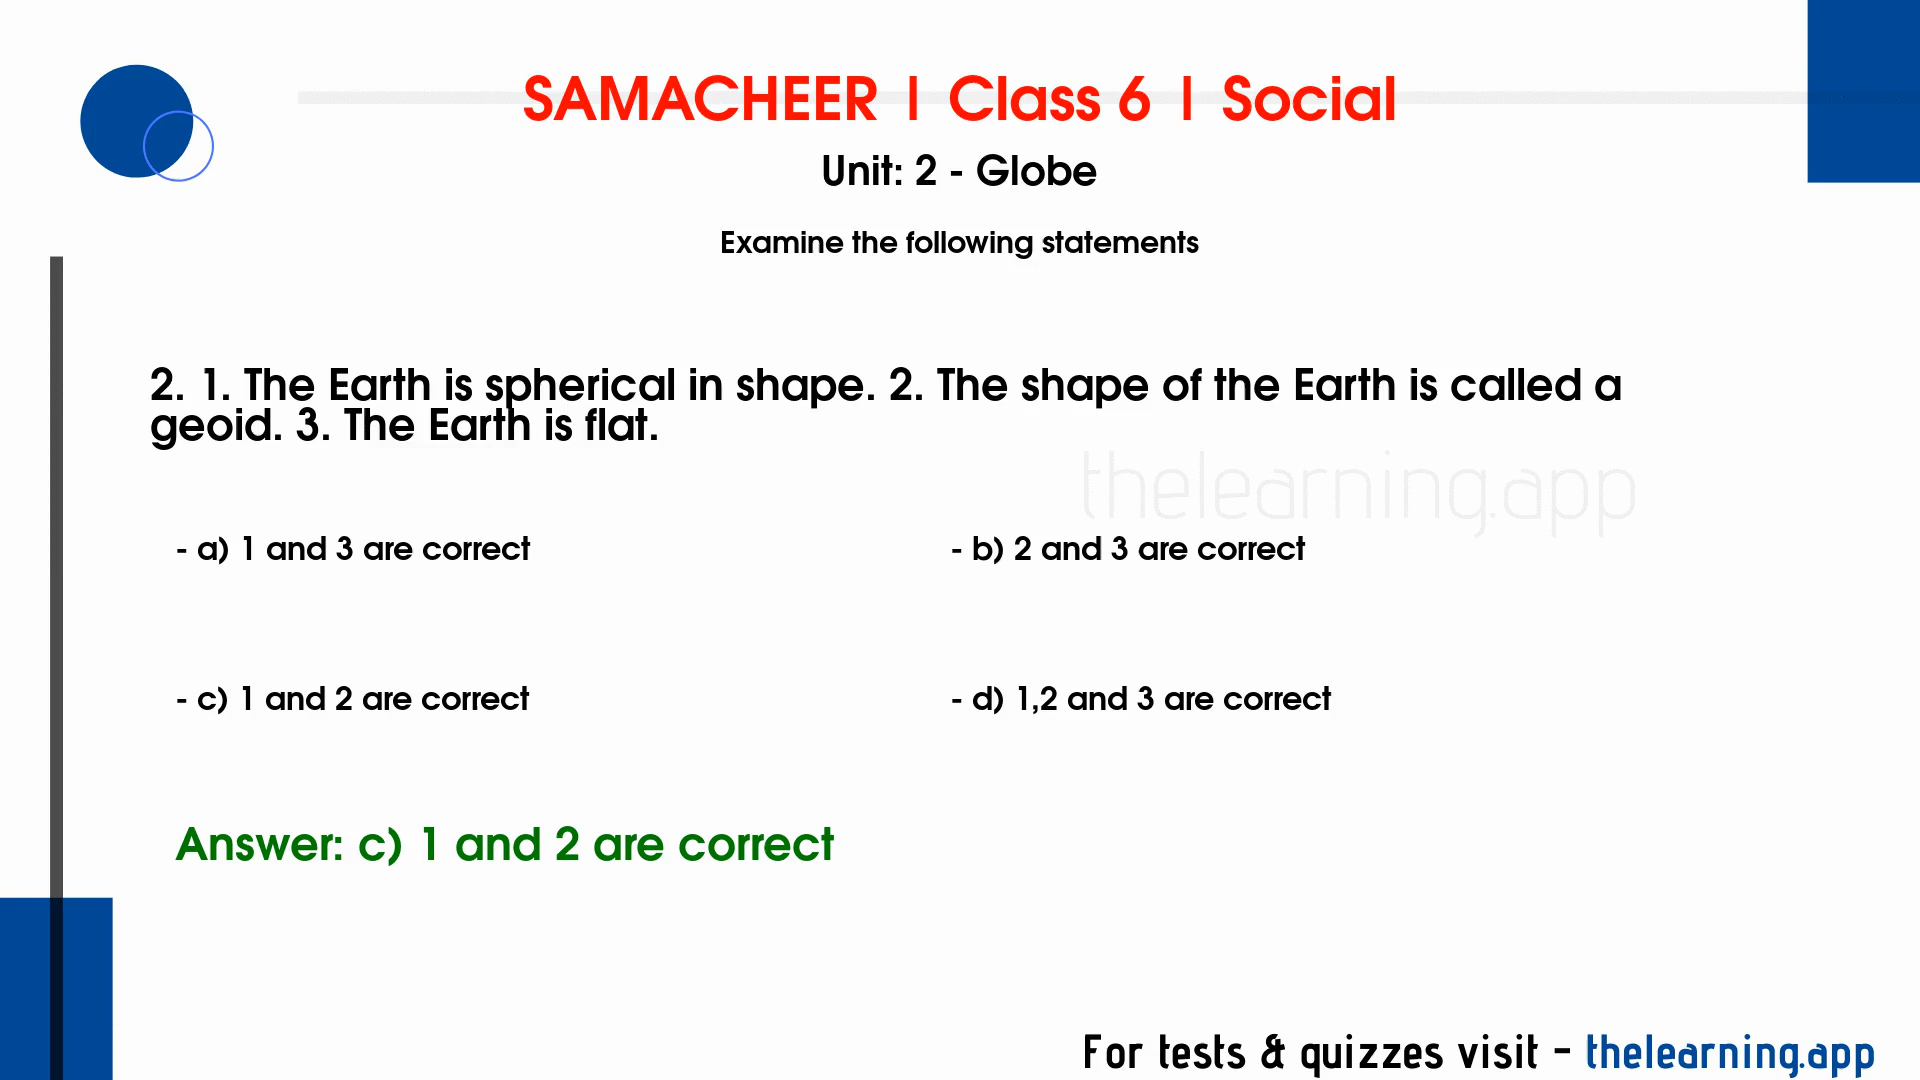 SAMACHEER | Class 6 | Social
Unit: 2 - Globe
Examine the following statements
2. 1. The Earth is spherical in shape. 2. The shape of the Earth is called a
geoid. 3. The Earth is flat.
thelearning.app
- a) 1 and 3 are correct
- b) 2 and 3 are correct
- c) 1 and 2 are correct
- d) 1,2 and 3 are correct
Answer: c) 1 and 2 are correct
For tests & quizzes visit - thelearning.app